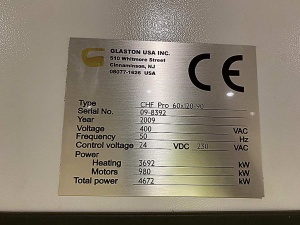 GLASTON USA INC.
510 Whitmore Street
Cinnaminson, NJ
08077-1626 USA
CE
Type CHF Pro 60x120-90
Serial No. 09-8392
Year 2009
Voltage 400 VAC
Frequency 50 Hz
Control voltage 24 VDC 230 VAC
Power
Heating 3692 kW
Motors 980 kW
Total power 4672 kW